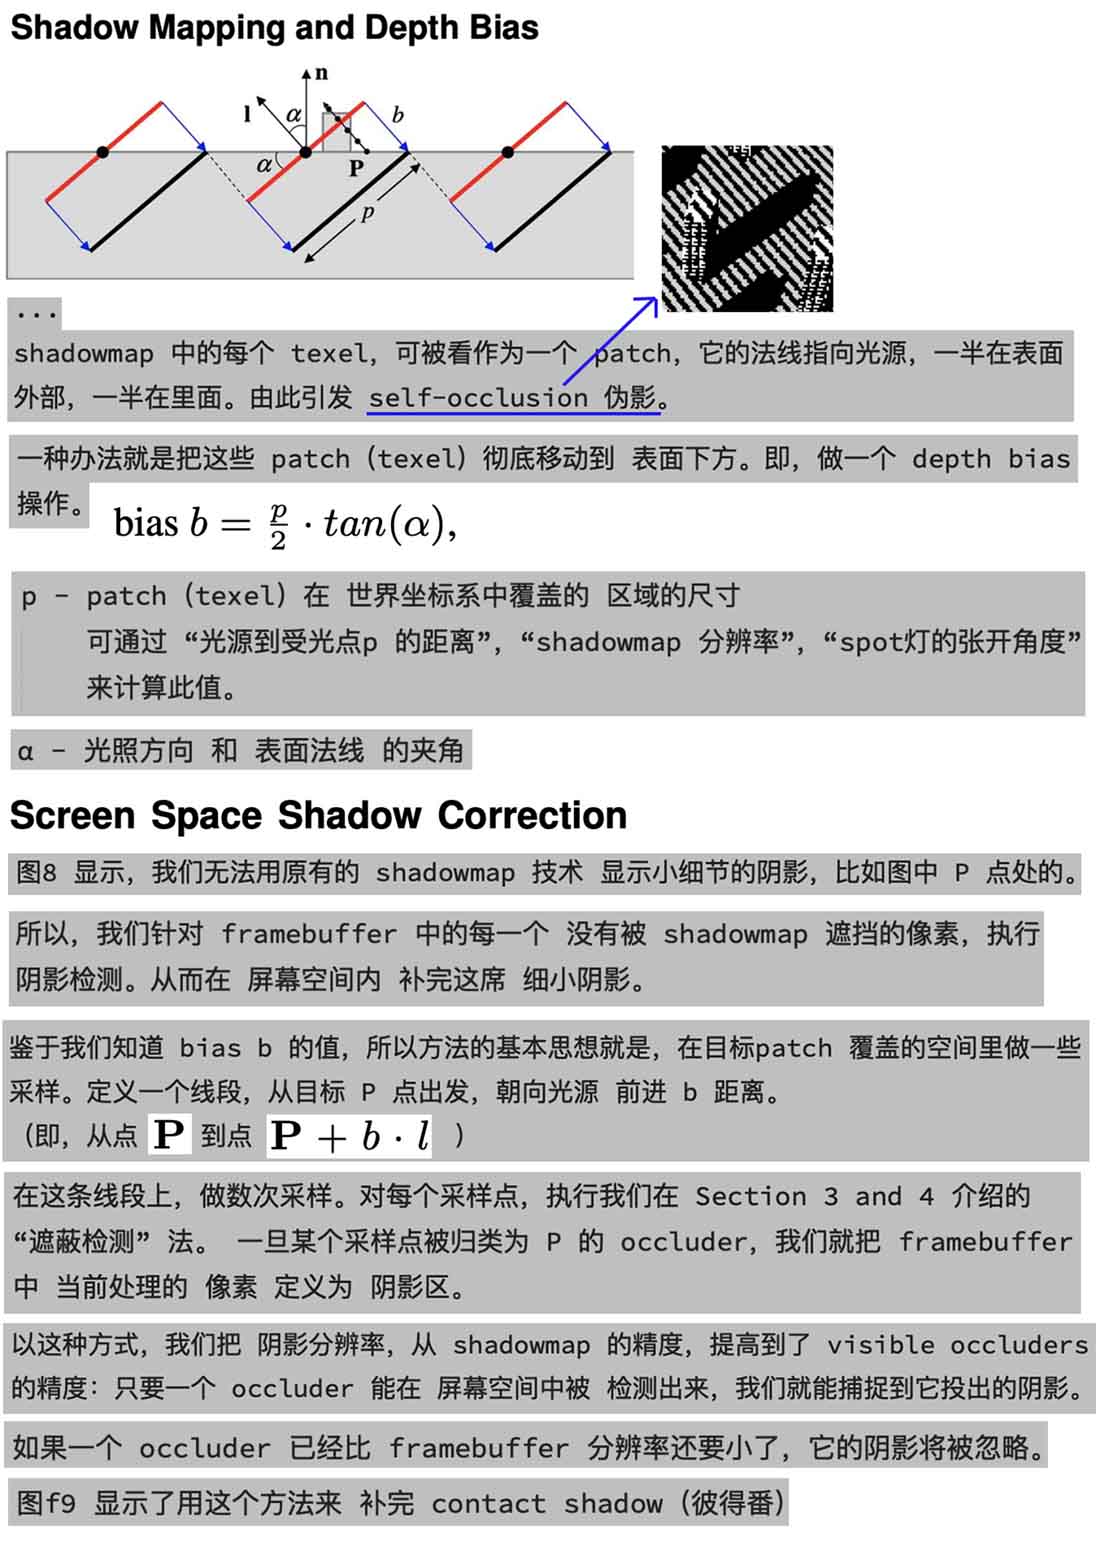 Shadow Mapping and Depth Bias
n
l
α
b
α
P
p
...
shadowmap 中的每个 texel，可被看作为一个 patch，它的法线指向光源，一半在表面
外部，一半在里面。由此引发 self-occlusion 伪影。
一种办法就是把这些 patch（texel）彻底移动到 表面下方。即，做一个 depth bias
操作。
bias b = p/2 · tan(α),
p - patch（texel）在 世界坐标系中覆盖的 区域的尺寸
可通过 “光源到受光点p 的距离”，“shadowmap 分辨率”，“spot灯的张开角度”
来计算此值。
α - 光照方向 和 表面法线 的夹角
Screen Space Shadow Correction
图8 显示，我们无法用原有的 shadowmap 技术 显示小细节的阴影，比如图中 P 点处的。
所以，我们针对 framebuffer 中的每一个 没有被 shadowmap 遮挡的像素，执行
阴影检测。从而在 屏幕空间内 补完这席 细小阴影。
鉴于我们知道 bias b 的值，所以方法的基本思想就是，在目标patch 覆盖的空间里做一些
采样。定义一个线段，从目标 P 点出发，朝向光源 前进 b 距离。
（即，从点 P 到点 P + b · l ）
在这条线段上，做数次采样。对每个采样点，执行我们在 Section 3 and 4 介绍的
“遮蔽检测” 法。 一旦某个采样点被归类为 P 的 occluder，我们就把 framebuffer
中 当前处理的 像素 定义为 阴影区。
以这种方式，我们把 阴影分辨率，从 shadowmap 的精度，提高到了 visible occluders
的精度：只要一个 occluder 能在 屏幕空间中被 检测出来，我们就能捕捉到它投出的阴影。
如果一个 occluder 已经比 framebuffer 分辨率还要小了，它的阴影将被忽略。
图f9 显示了用这个方法来 补完 contact shadow（彼得番）